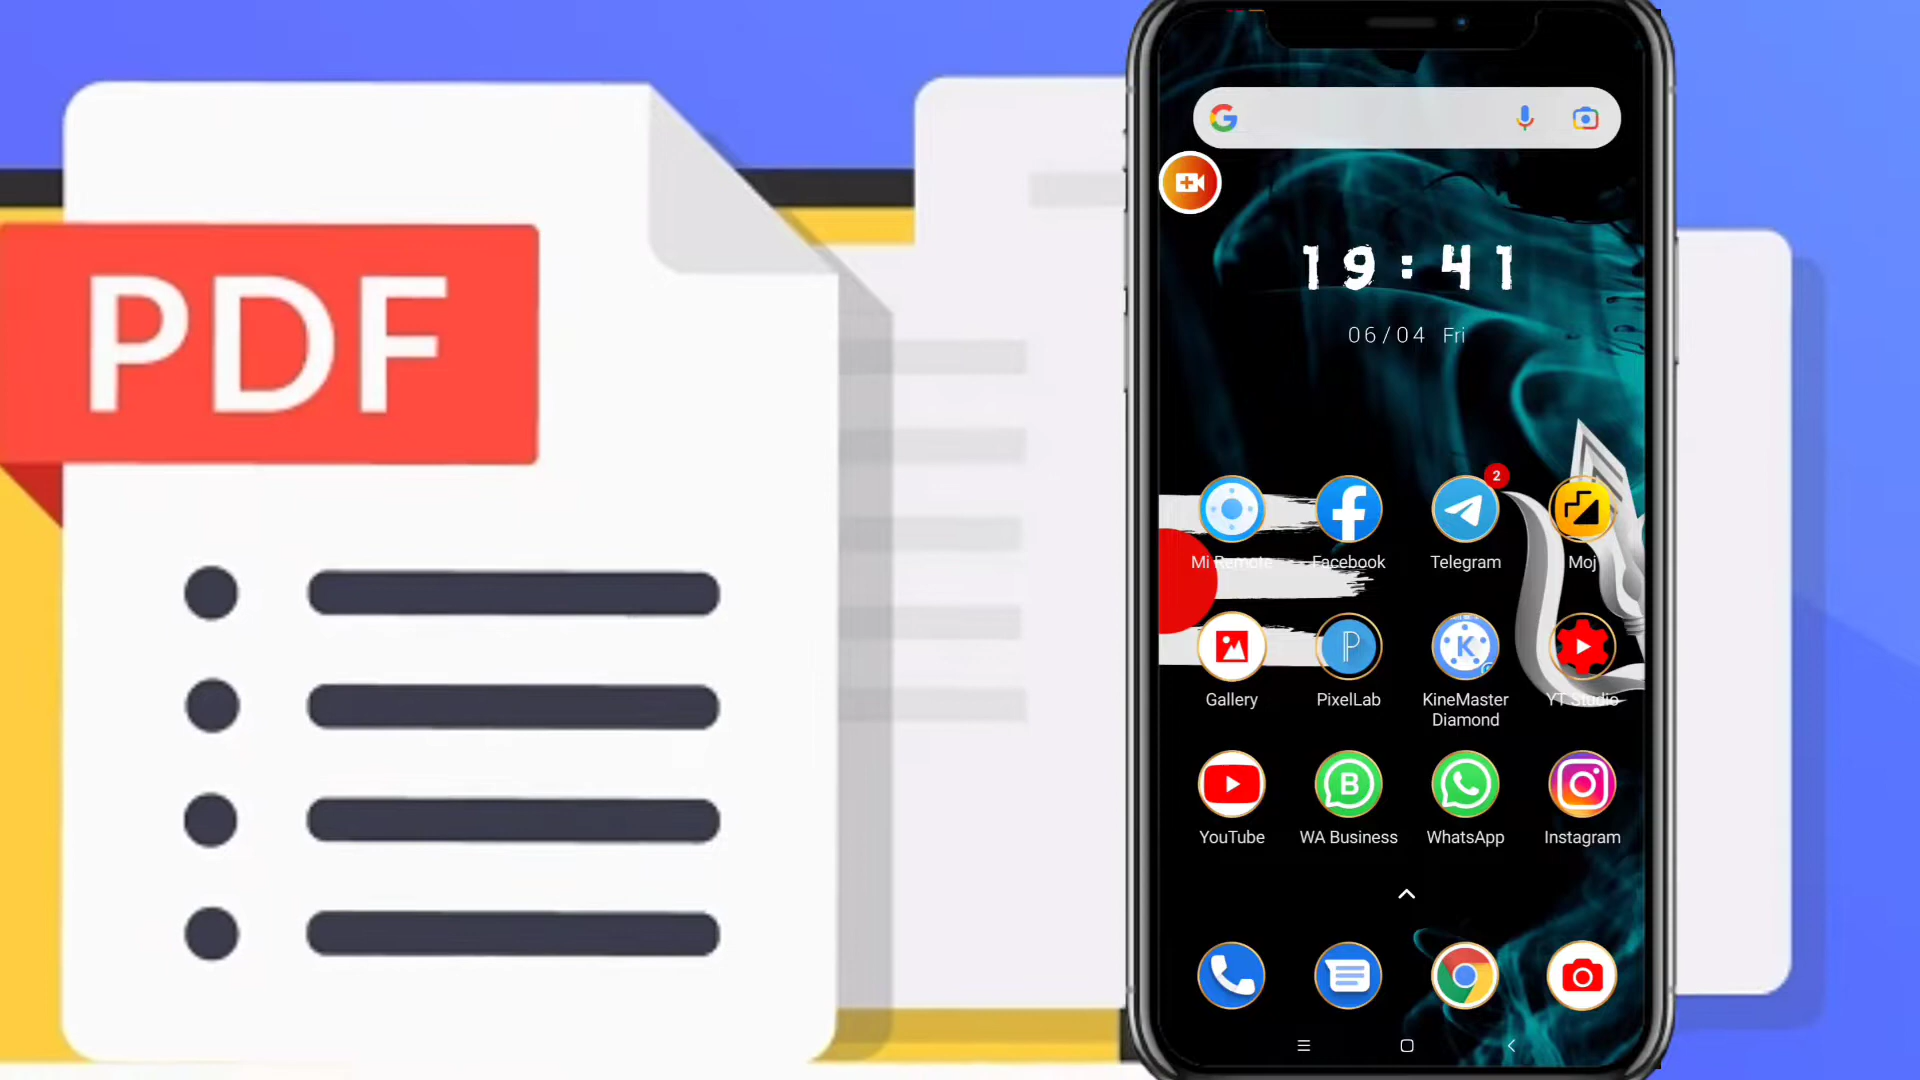 PDF
19:41
06/04 Fri
2
Mi Remote
Facebook
Telegram
Moj
Gallery
PixelLab
KineMaster
Diamond
YT Studio
YouTube
WA Business
WhatsApp
Instagram